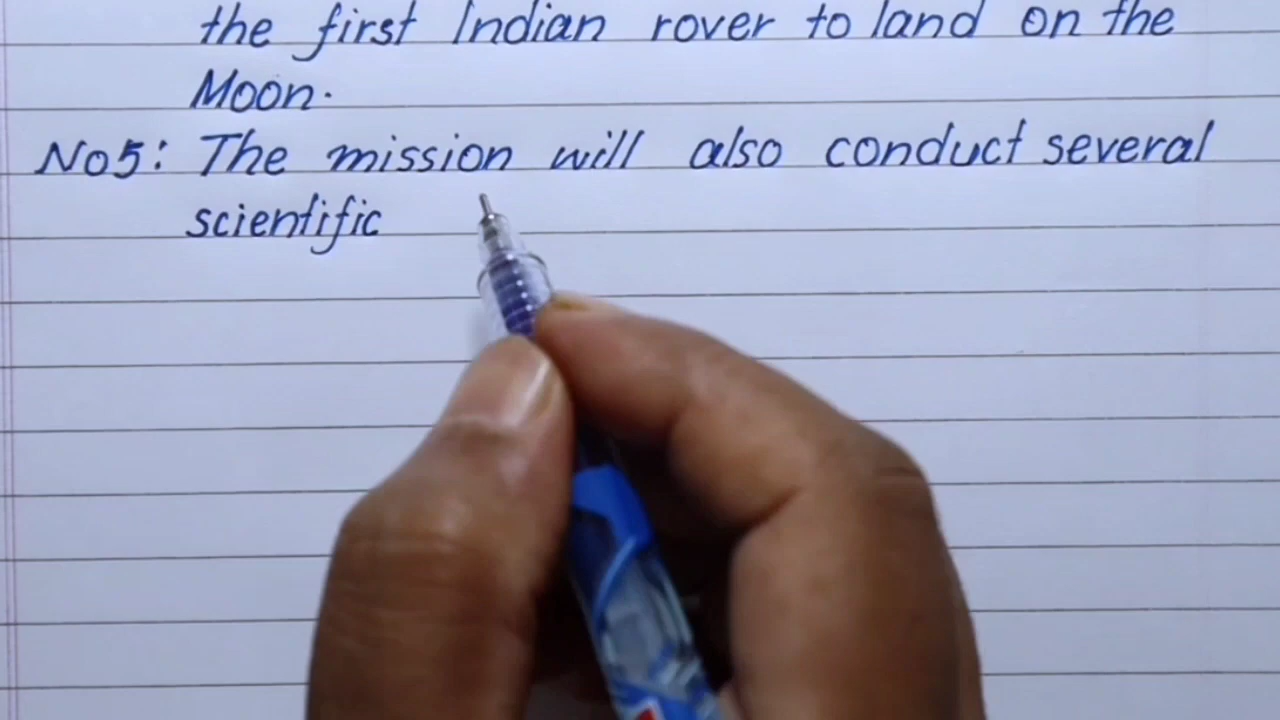 the first Indian rover to land on the
Moon.
No5: The mission will also conduct several
scientific